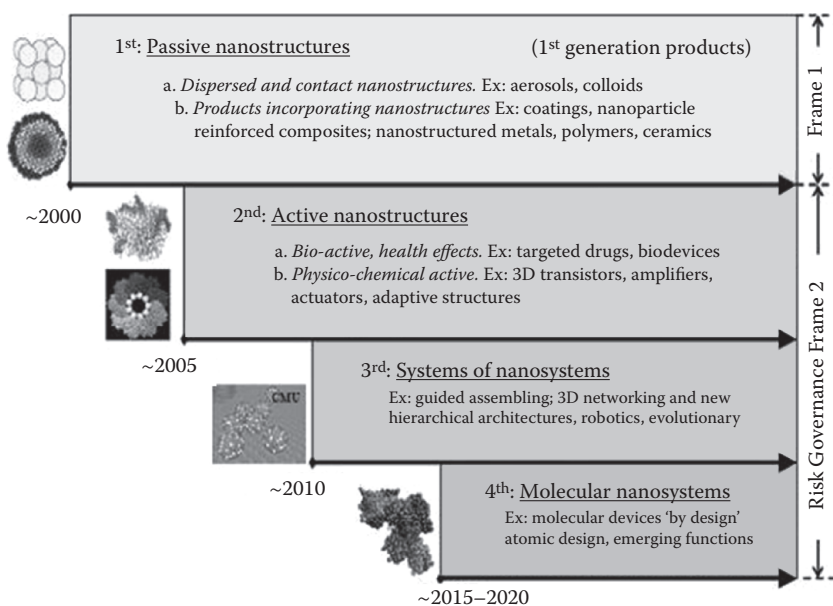 1st: Passive nanostructures (1st generation products)
a. Dispersed and contact nanostructures. Ex: aerosols, colloids
b. Products incorporating nanostructures Ex: coatings, nanoparticle
reinforced composites; nanostructured metals, polymers, ceramics
Frame 1
~2000
2nd: Active nanostructures
a. Bio-active, health effects. Ex: targeted drugs, biodevices
b. Physico-chemical active. Ex: 3D transistors, amplifiers,
actuators, adaptive structures
~2005
3rd: Systems of nanosystems
Ex: guided assembling; 3D networking and new
hierarchical architectures, robotics, evolutionary
CMU
~2010
4th: Molecular nanosystems
Ex: molecular devices ‘by design’
atomic design, emerging functions
~2015–2020
Risk Governance Frame 2